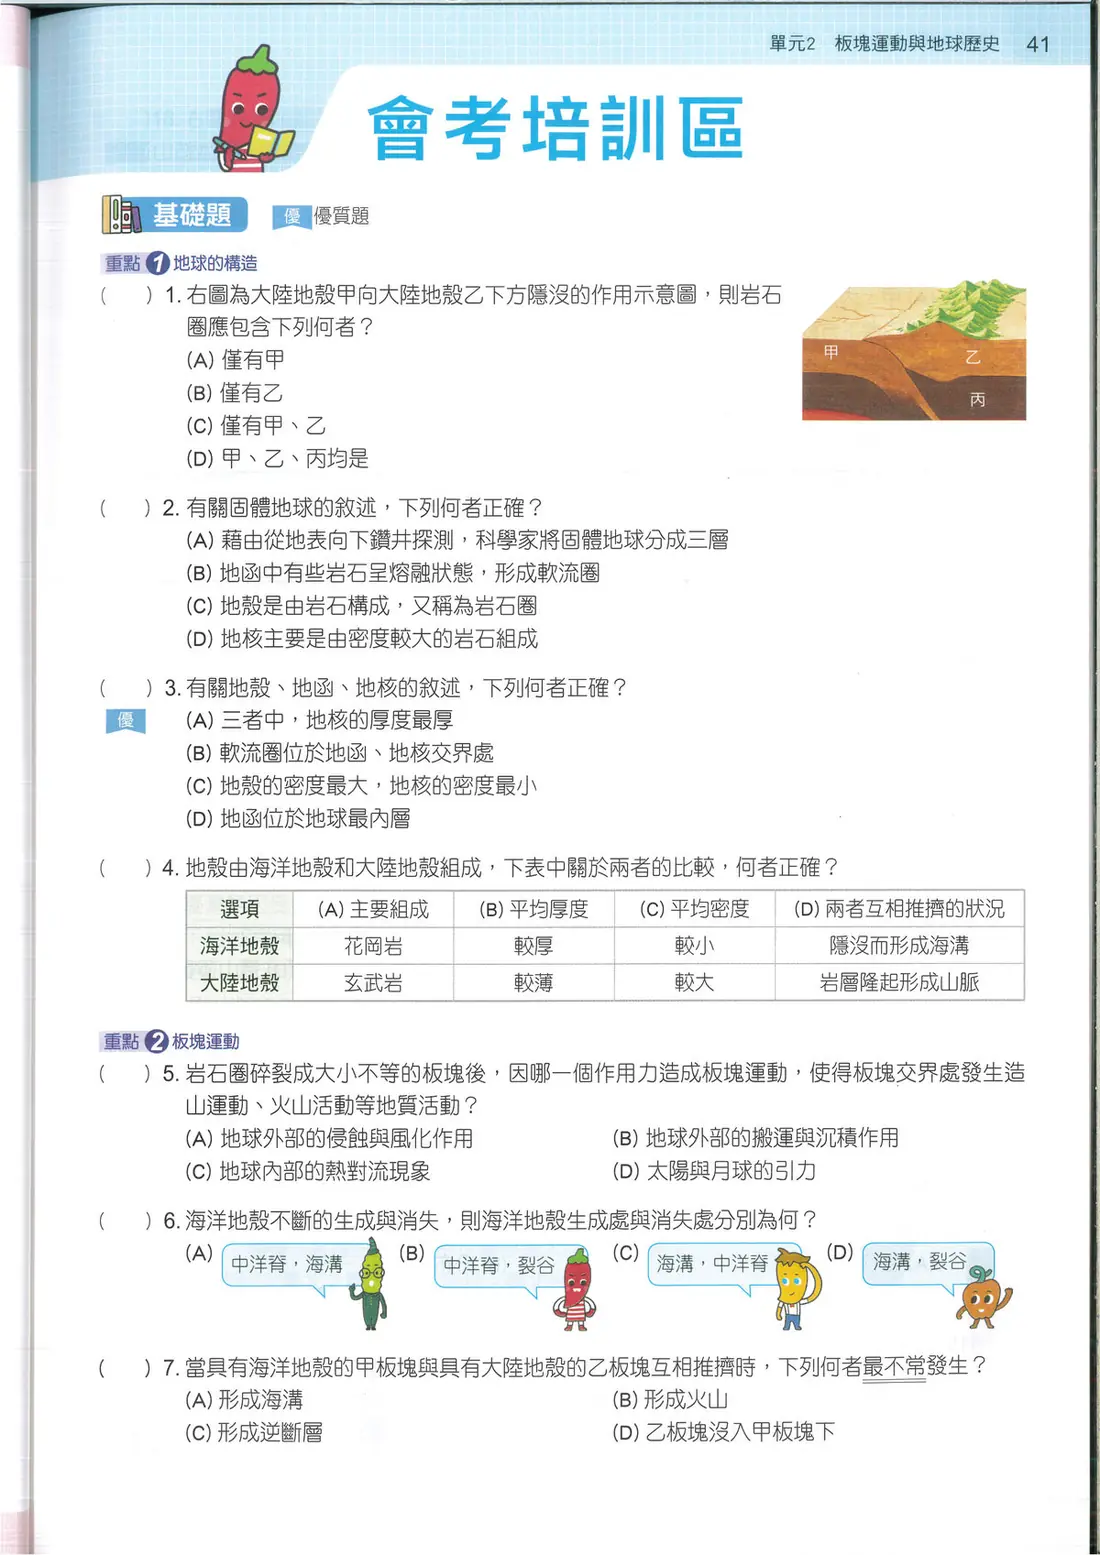 單元2 板塊運動與地球歷史 41
會考培訓區
基礎題 優 優質題
重點 1 地球的構造
( ) 1. 右圖為大陸地殼甲向大陸地殼乙下方隱沒的作用示意圖，則岩石
圈應包含下列何者？
(A) 僅有甲
(B) 僅有乙
(C) 僅有甲、乙
(D) 甲、乙、丙均是
甲
乙
丙
( ) 2. 有關固體地球的敘述，下列何者正確？
(A) 藉由從地表向下鑽井探測，科學家將固體地球分成三層
(B) 地函中有些岩石呈熔融狀態，形成軟流圈
(C) 地殼是由岩石構成，又稱為岩石圈
(D) 地核主要是由密度較大的岩石組成
( ) 3. 有關地殼、地函、地核的敘述，下列何者正確？
優 (A) 三者中，地核的厚度最厚
(B) 軟流圈位於地函、地核交界處
(C) 地殼的密度最大，地核的密度最小
(D) 地函位於地球最內層
( ) 4. 地殼由海洋地殼和大陸地殼組成，下表中關於兩者的比較，何者正確？
選項 (A) 主要組成 (B) 平均厚度 (C) 平均密度 (D) 兩者互相推擠的狀況
海洋地殼 花岡岩 較厚 較小 隱沒而形成海溝
大陸地殼 玄武岩 較薄 較大 岩層隆起形成山脈
重點 2 板塊運動
( ) 5. 岩石圈碎裂成大小不等的板塊後，因哪一個作用力造成板塊運動，使得板塊交界處發生造
山運動、火山活動等地質活動？
(A) 地球外部的侵蝕與風化作用 (B) 地球外部的搬運與沉積作用
(C) 地球內部的熱對流現象 (D) 太陽與月球的引力
( ) 6. 海洋地殼不斷的生成與消失，則海洋地殼生成處與消失處分別為何？
(A) 中洋脊，海溝 (B) 中洋脊，裂谷 (C) 海溝，中洋脊 (D) 海溝，裂谷
( ) 7. 當具有海洋地殼的甲板塊與具有大陸地殼的乙板塊互相推擠時，下列何者最不常發生？
(A) 形成海溝 (B) 形成火山
(C) 形成逆斷層 (D) 乙板塊沒入甲板塊下